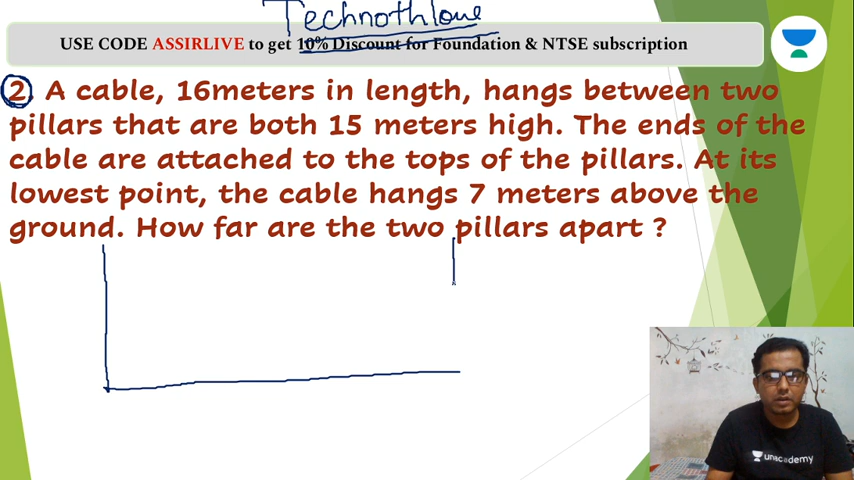 Technothlone
USE CODE ASSIRLIVE to get 10% Discount for Foundation & NTSE subscription
2. A cable, 16meters in length, hangs between two
pillars that are both 15 meters high. The ends of the
cable are attached to the tops of the pillars. At its
lowest point, the cable hangs 7 meters above the
ground. How far are the two pillars apart ?
unacademy